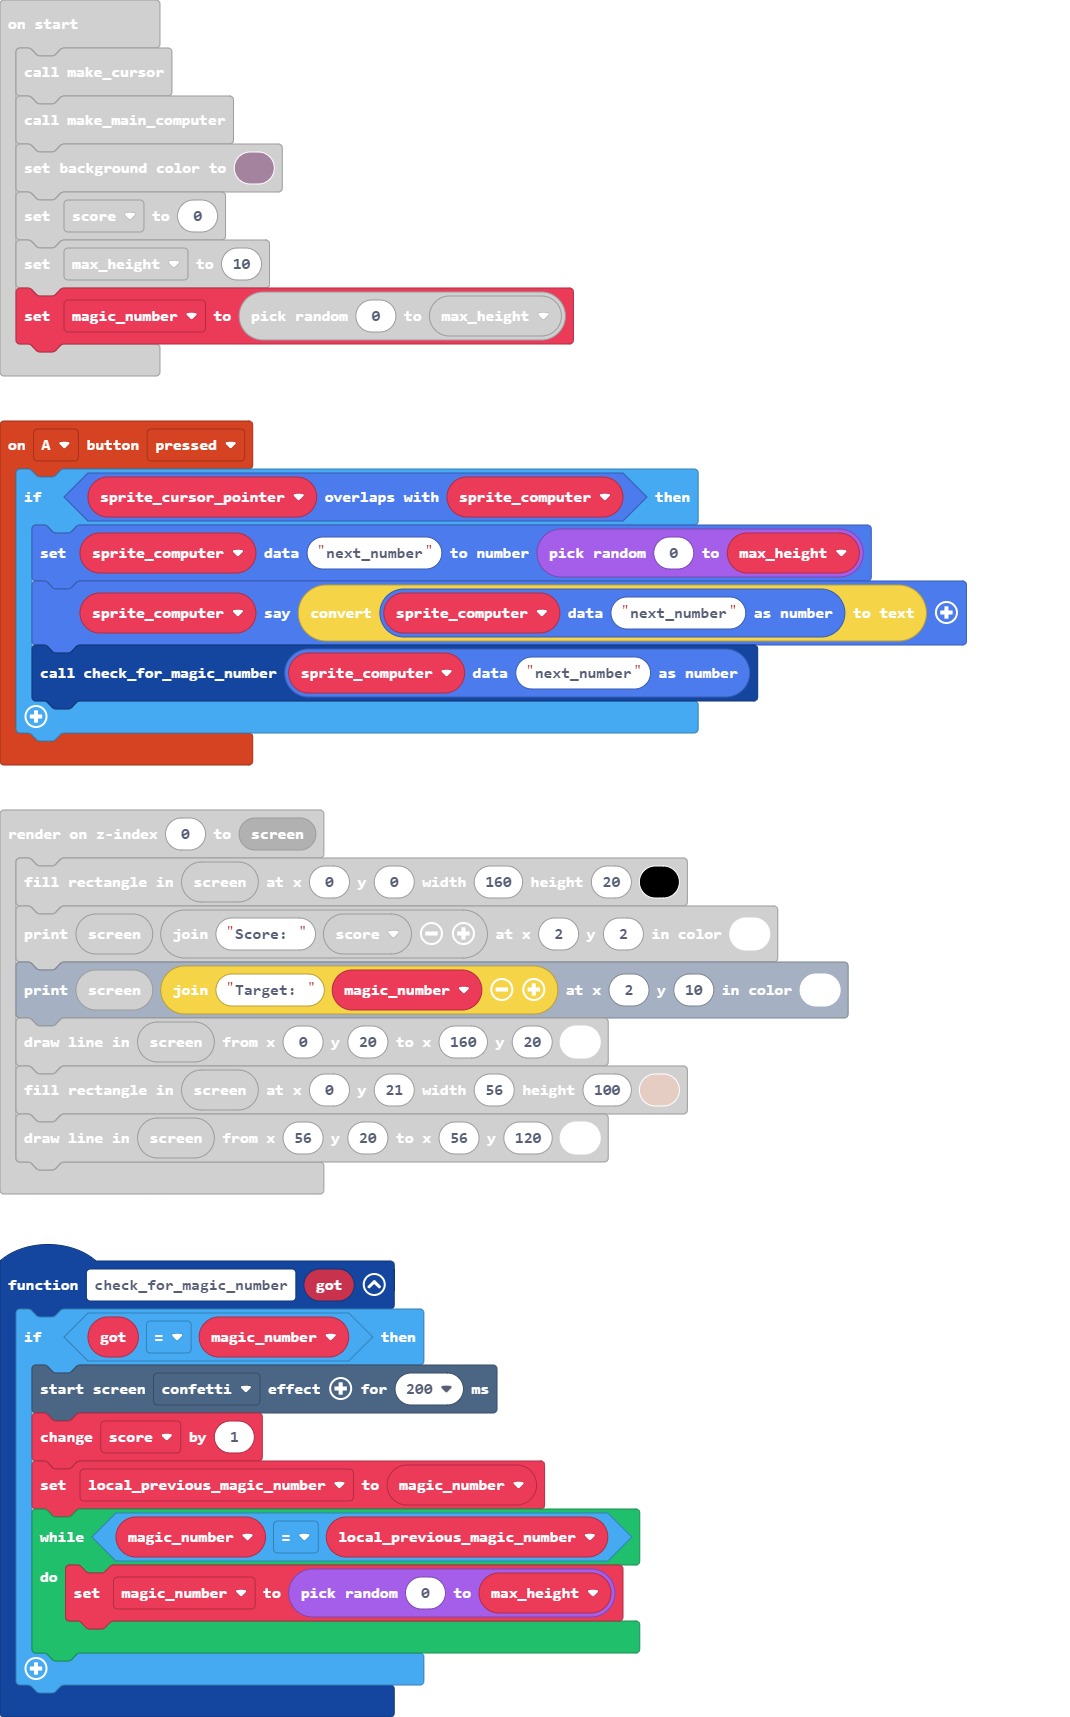 on start
call make_cursor
call make_main_computer
set background color to
set score to 0
set max_height to 10
set magic_number to pick random 0 to max_height
on A button pressed
if sprite_cursor_pointer overlaps with sprite_computer then
set sprite_computer data "next_number" to number pick random 0 to max_height
sprite_computer say convert sprite_computer data "next_number" as number to text
call check_for_magic_number sprite_computer data "next_number" as number
render on z-index 0 to screen
fill rectangle in screen at x 0 y 0 width 160 height 20
print screen join "Score: " score at x 2 y 2 in color
print screen join "Target: " magic_number at x 2 y 10 in color
draw line in screen from x 0 y 20 to x 160 y 20
fill rectangle in screen at x 0 y 21 width 56 height 100
draw line in screen from x 56 y 20 to x 56 y 120
function check_for_magic_number got
if got = magic_number then
start screen confetti effect for 200 ms
change score by 1
set local_previous_magic_number to magic_number
while magic_number = local_previous_magic_number
do set magic_number to pick random 0 to max_height